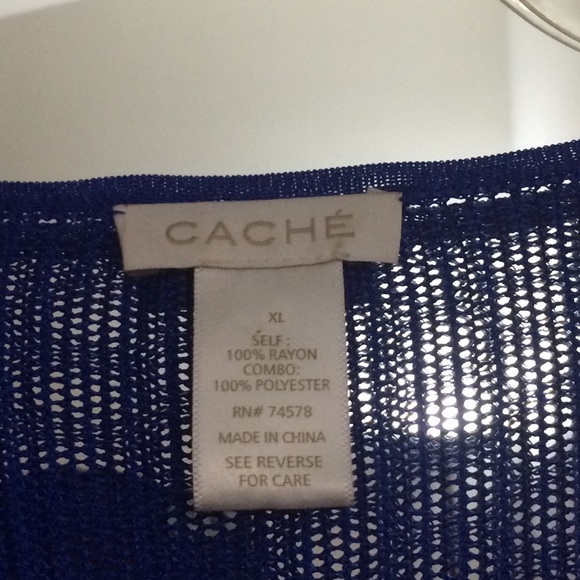 CACHÉ
XL
SELF:
100% RAYON
COMBO:
100% POLYESTER
RN# 74578
MADE IN CHINA
SEE REVERSE
FOR CARE